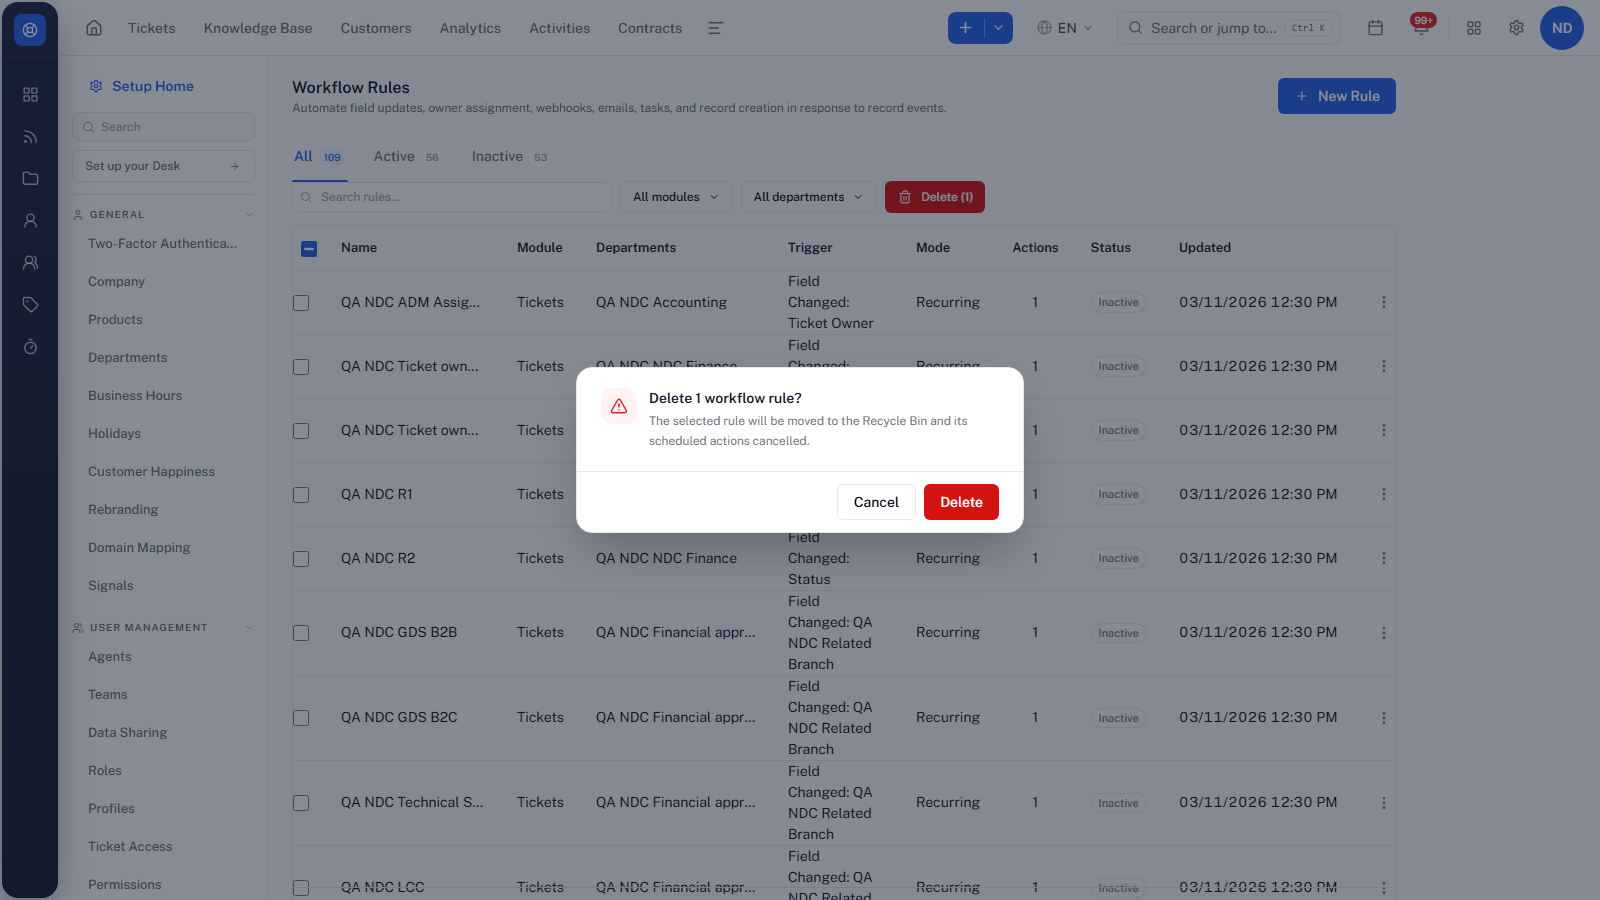 Tickets
Knowledge Base
Customers
Analytics
Activities
Contracts
EN
Search or jump to...
Ctrl K
99+
ND
Setup Home
Search
Set up your Desk
GENERAL
Two-Factor Authentica...
Company
Products
Departments
Business Hours
Holidays
Customer Happiness
Rebranding
Domain Mapping
Signals
USER MANAGEMENT
Agents
Teams
Data Sharing
Roles
Profiles
Ticket Access
Permissions
Workflow Rules
Automate field updates, owner assignment, webhooks, emails, tasks, and record creation in response to record events.
New Rule
All 109
Active 56
Inactive 53
Search rules...
All modules
All departments
Delete (1)
Name Module Departments Trigger Mode Actions Status Updated
QA NDC ADM Assig... Tickets QA NDC Accounting Field Changed: Ticket Owner Recurring 1 Inactive 03/11/2026 12:30 PM
QA NDC Ticket own... Tickets QA NDC NDC Finance Field Changed: Recurring 1 Inactive 03/11/2026 12:30 PM
QA NDC Ticket own... Tickets 1 Inactive 03/11/2026 12:30 PM
QA NDC R1 Tickets 1 Inactive 03/11/2026 12:30 PM
QA NDC R2 Tickets QA NDC NDC Finance Field Changed: Status Recurring 1 Inactive 03/11/2026 12:30 PM
QA NDC GDS B2B Tickets QA NDC Financial appr... Field Changed: QA NDC Related Branch Recurring 1 Inactive 03/11/2026 12:30 PM
QA NDC GDS B2C Tickets QA NDC Financial appr... Field Changed: QA NDC Related Branch Recurring 1 Inactive 03/11/2026 12:30 PM
QA NDC Technical S... Tickets QA NDC Financial appr... Field Changed: QA NDC Related Branch Recurring 1 Inactive 03/11/2026 12:30 PM
QA NDC LCC Tickets QA NDC Financial appr... Field Changed: QA NDC Related Recurring 1 Inactive 03/11/2026 12:30 PM
Delete 1 workflow rule?
The selected rule will be moved to the Recycle Bin and its
scheduled actions cancelled.
Cancel
Delete